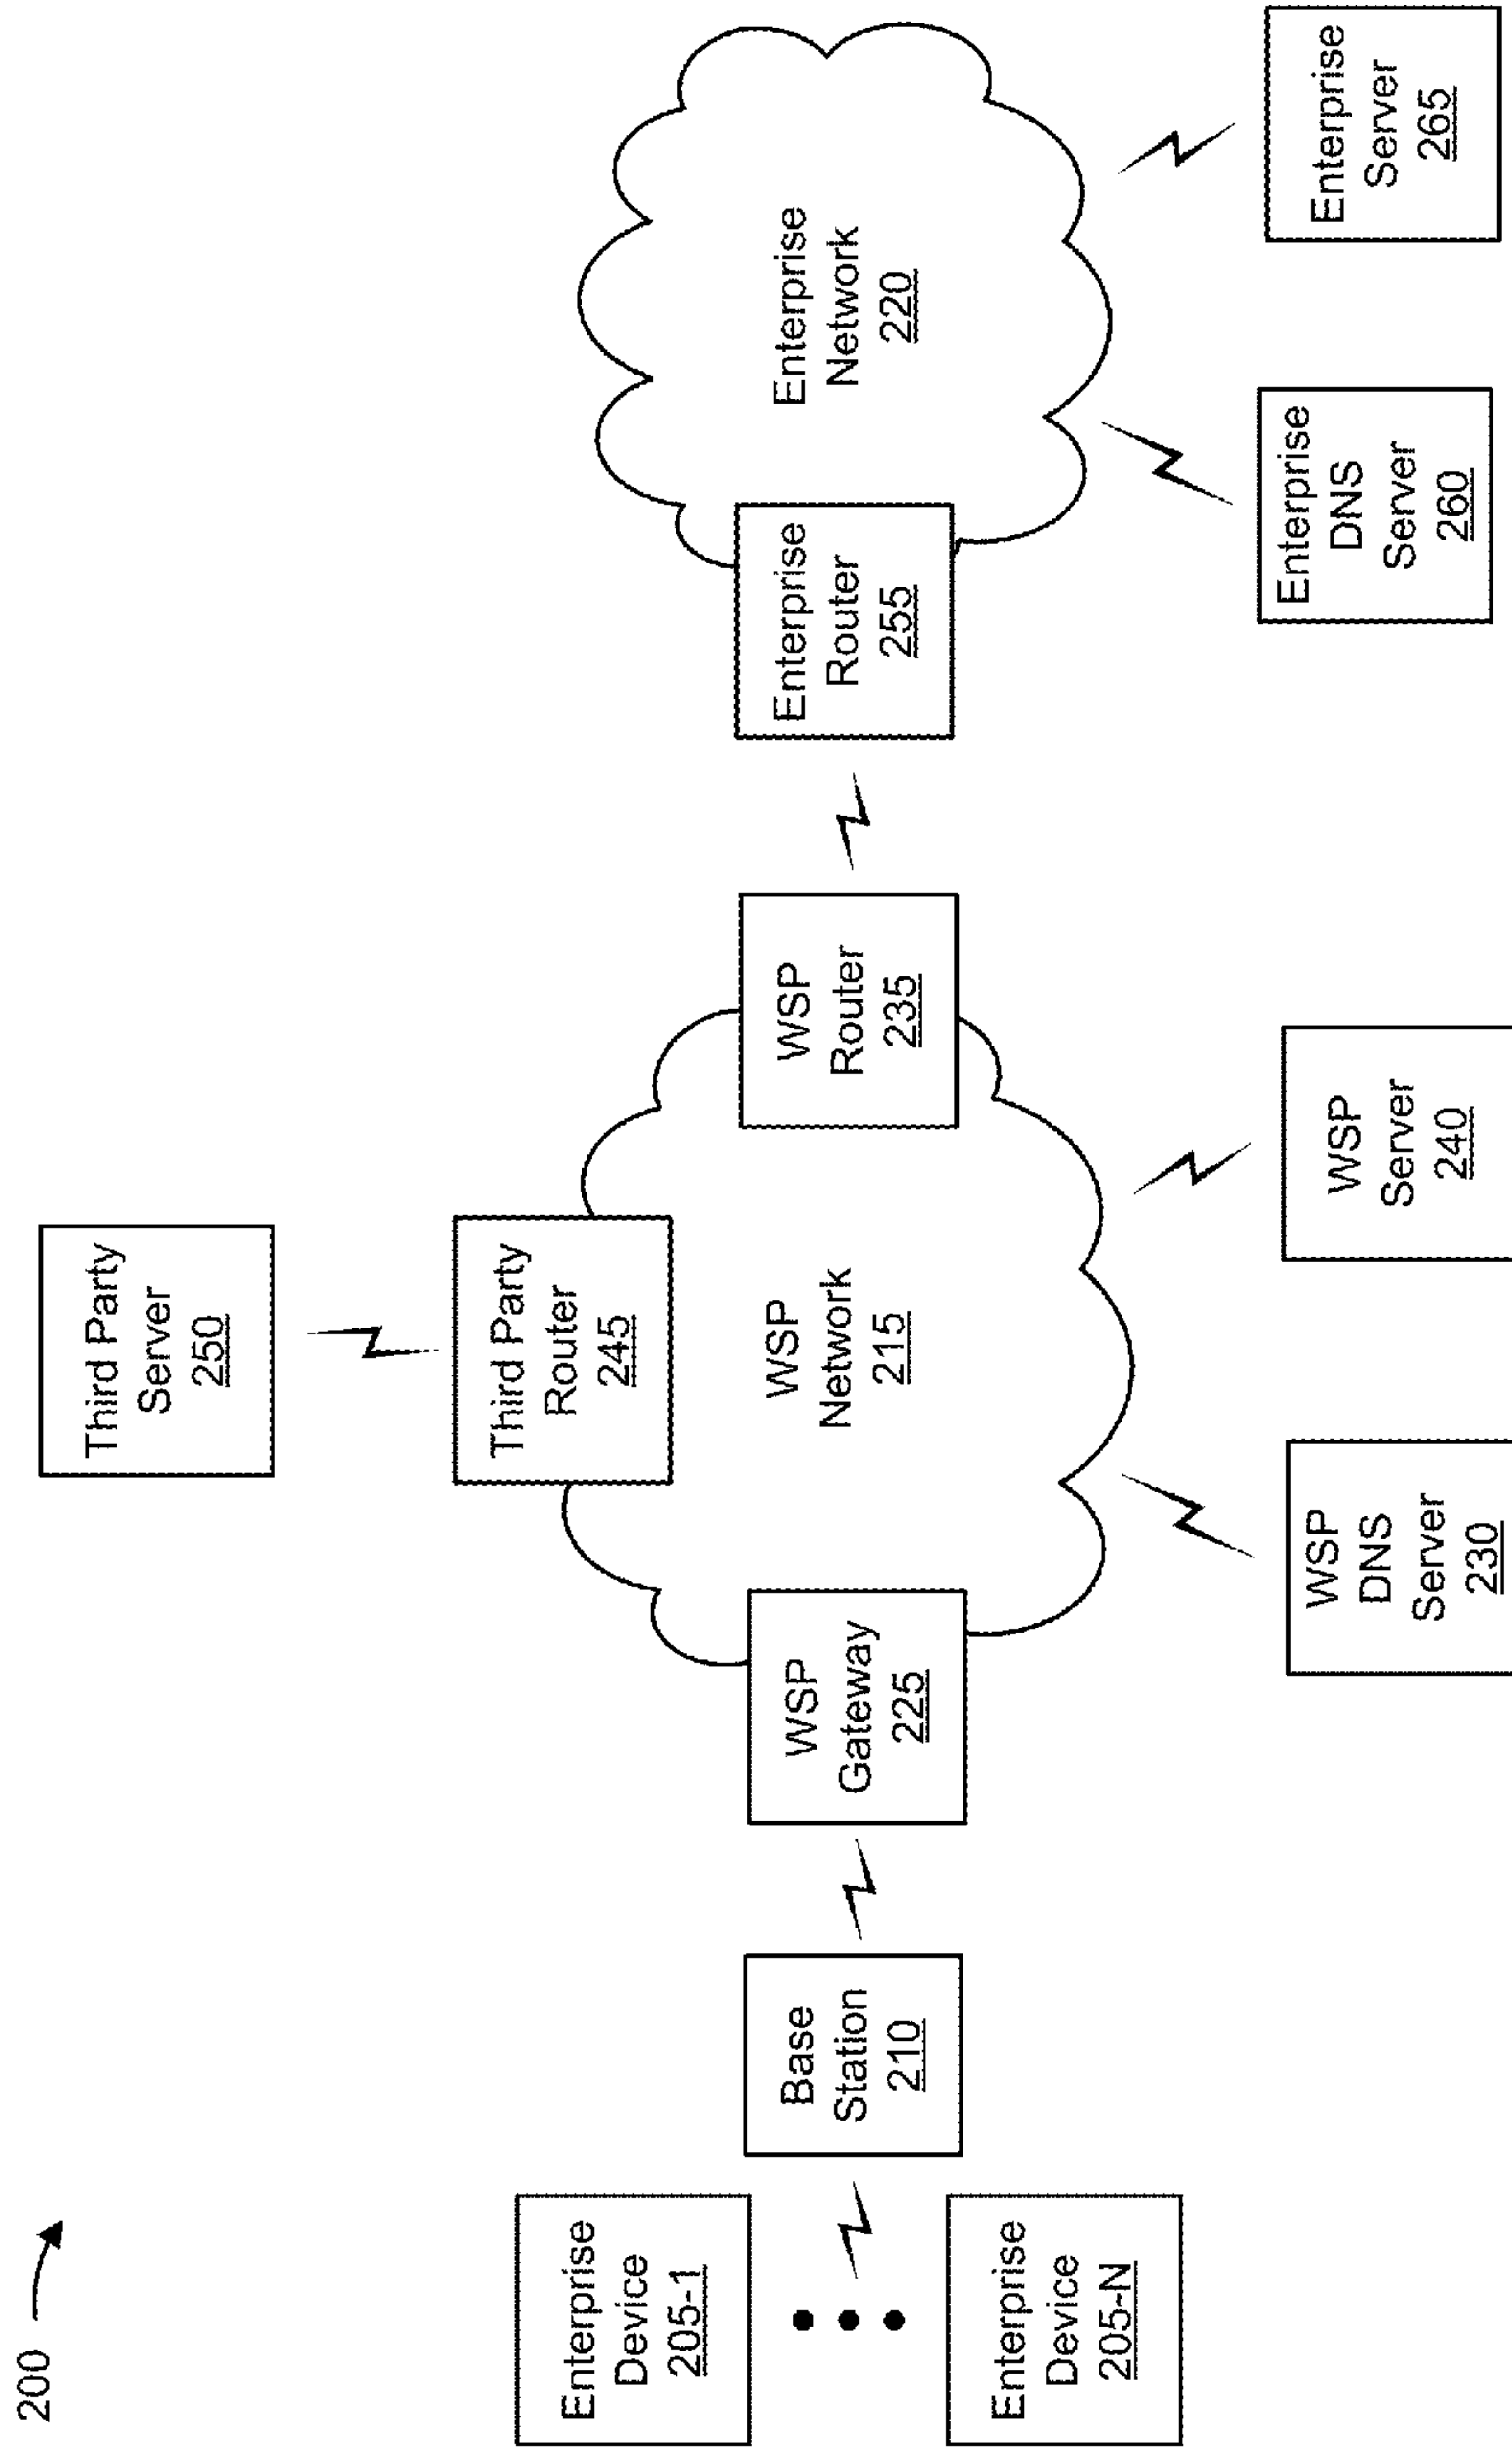 200
Third Party
Server
250
Third Party
Router
245
Enterprise
Device
205-1
Enterprise
Device
205-N
Base
Station
210
WSP
Gateway
225
WSP
Network
215
WSP
Router
235
Enterprise
Router
255
Enterprise
Network
220
WSP
DNS
Server
230
WSP
Server
240
Enterprise
DNS
Server
260
Enterprise
Server
265